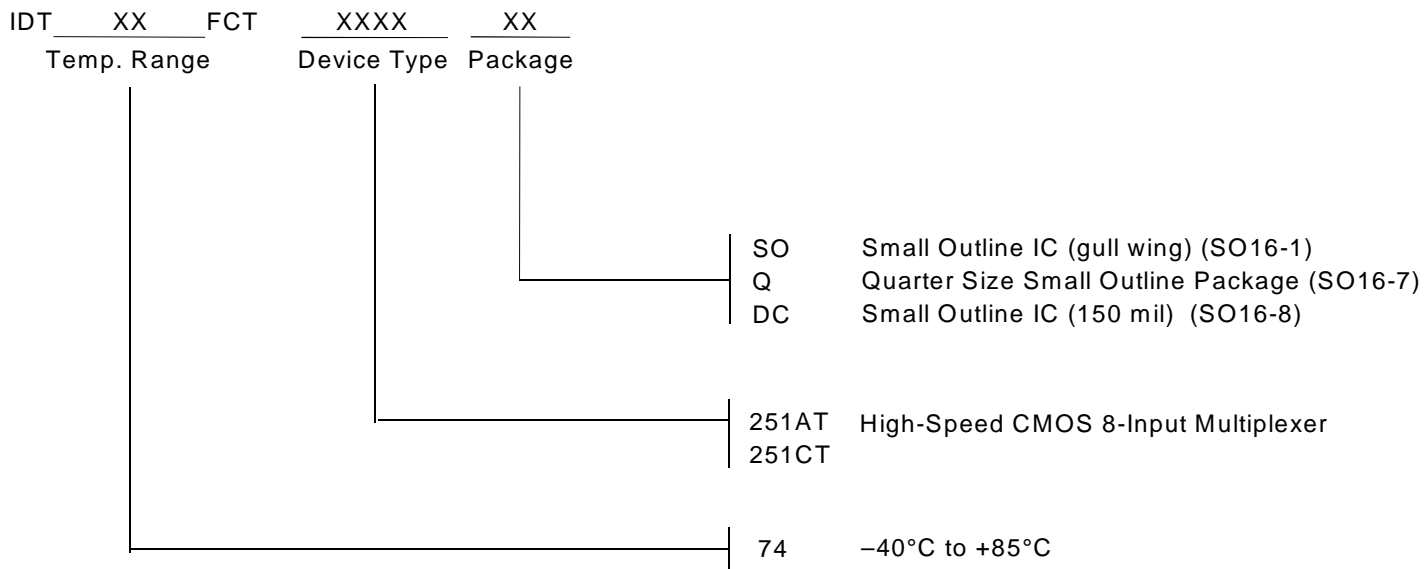 IDT XX FCT XXXX XX
Temp. Range Device Type Package
SO Small Outline IC (gull wing) (SO16-1)
Q Quarter Size Small Outline Package (SO16-7)
DC Small Outline IC (150 mil) (SO16-8)
251AT High-Speed CMOS 8-Input Multiplexer
251CT
74 –40°C to +85°C